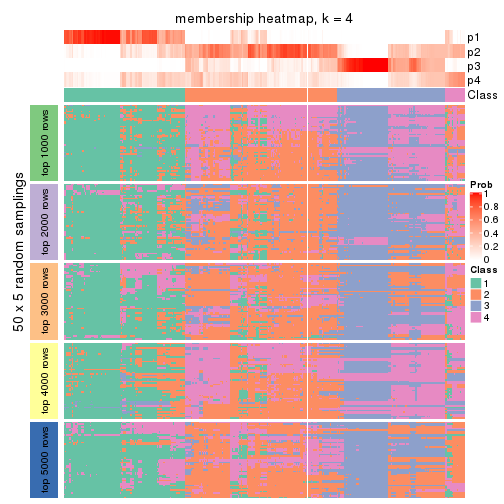 membership heatmap, k = 4
p1
p2
p3
p4
Class
50 x 5 random samplings
top 1000 rows
top 2000 rows
top 3000 rows
top 4000 rows
top 5000 rows
Prob
1
0.8
0.6
0.4
0.2
0
Class
1
2
3
4